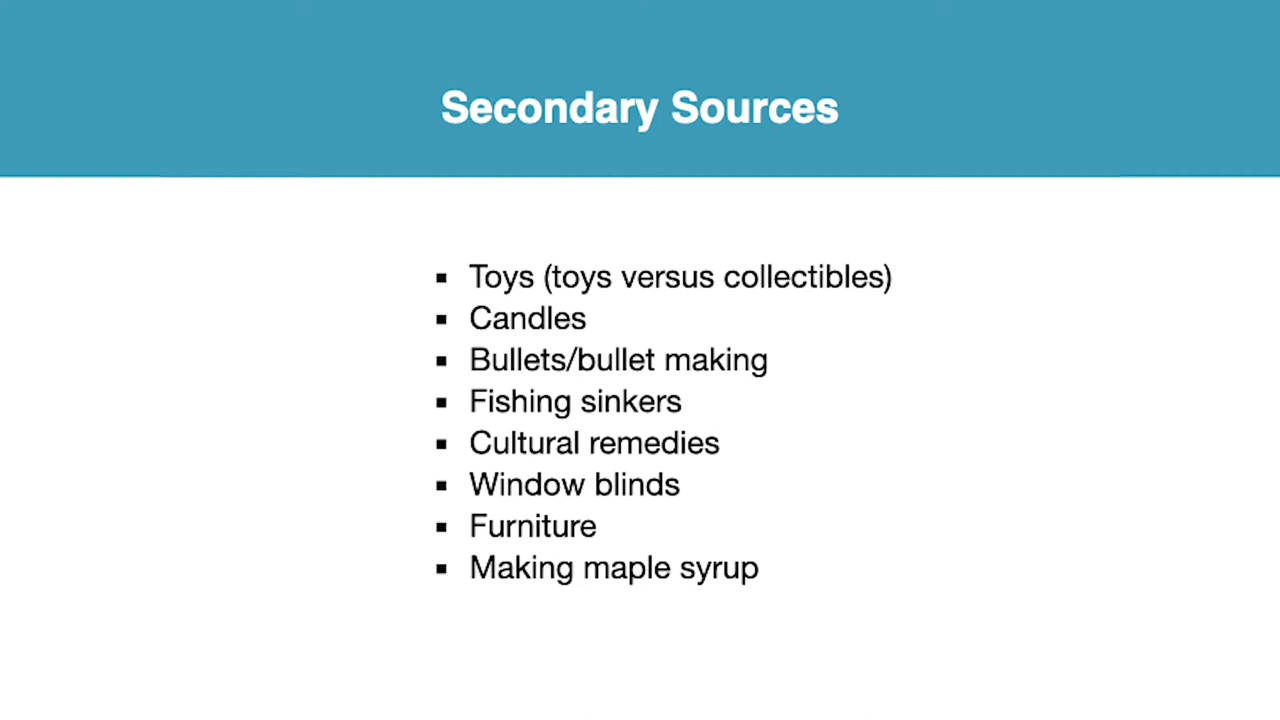 Secondary Sources
▪ Toys (toys versus collectibles)
▪ Candles
▪ Bullets/bullet making
▪ Fishing sinkers
▪ Cultural remedies
▪ Window blinds
▪ Furniture
▪ Making maple syrup